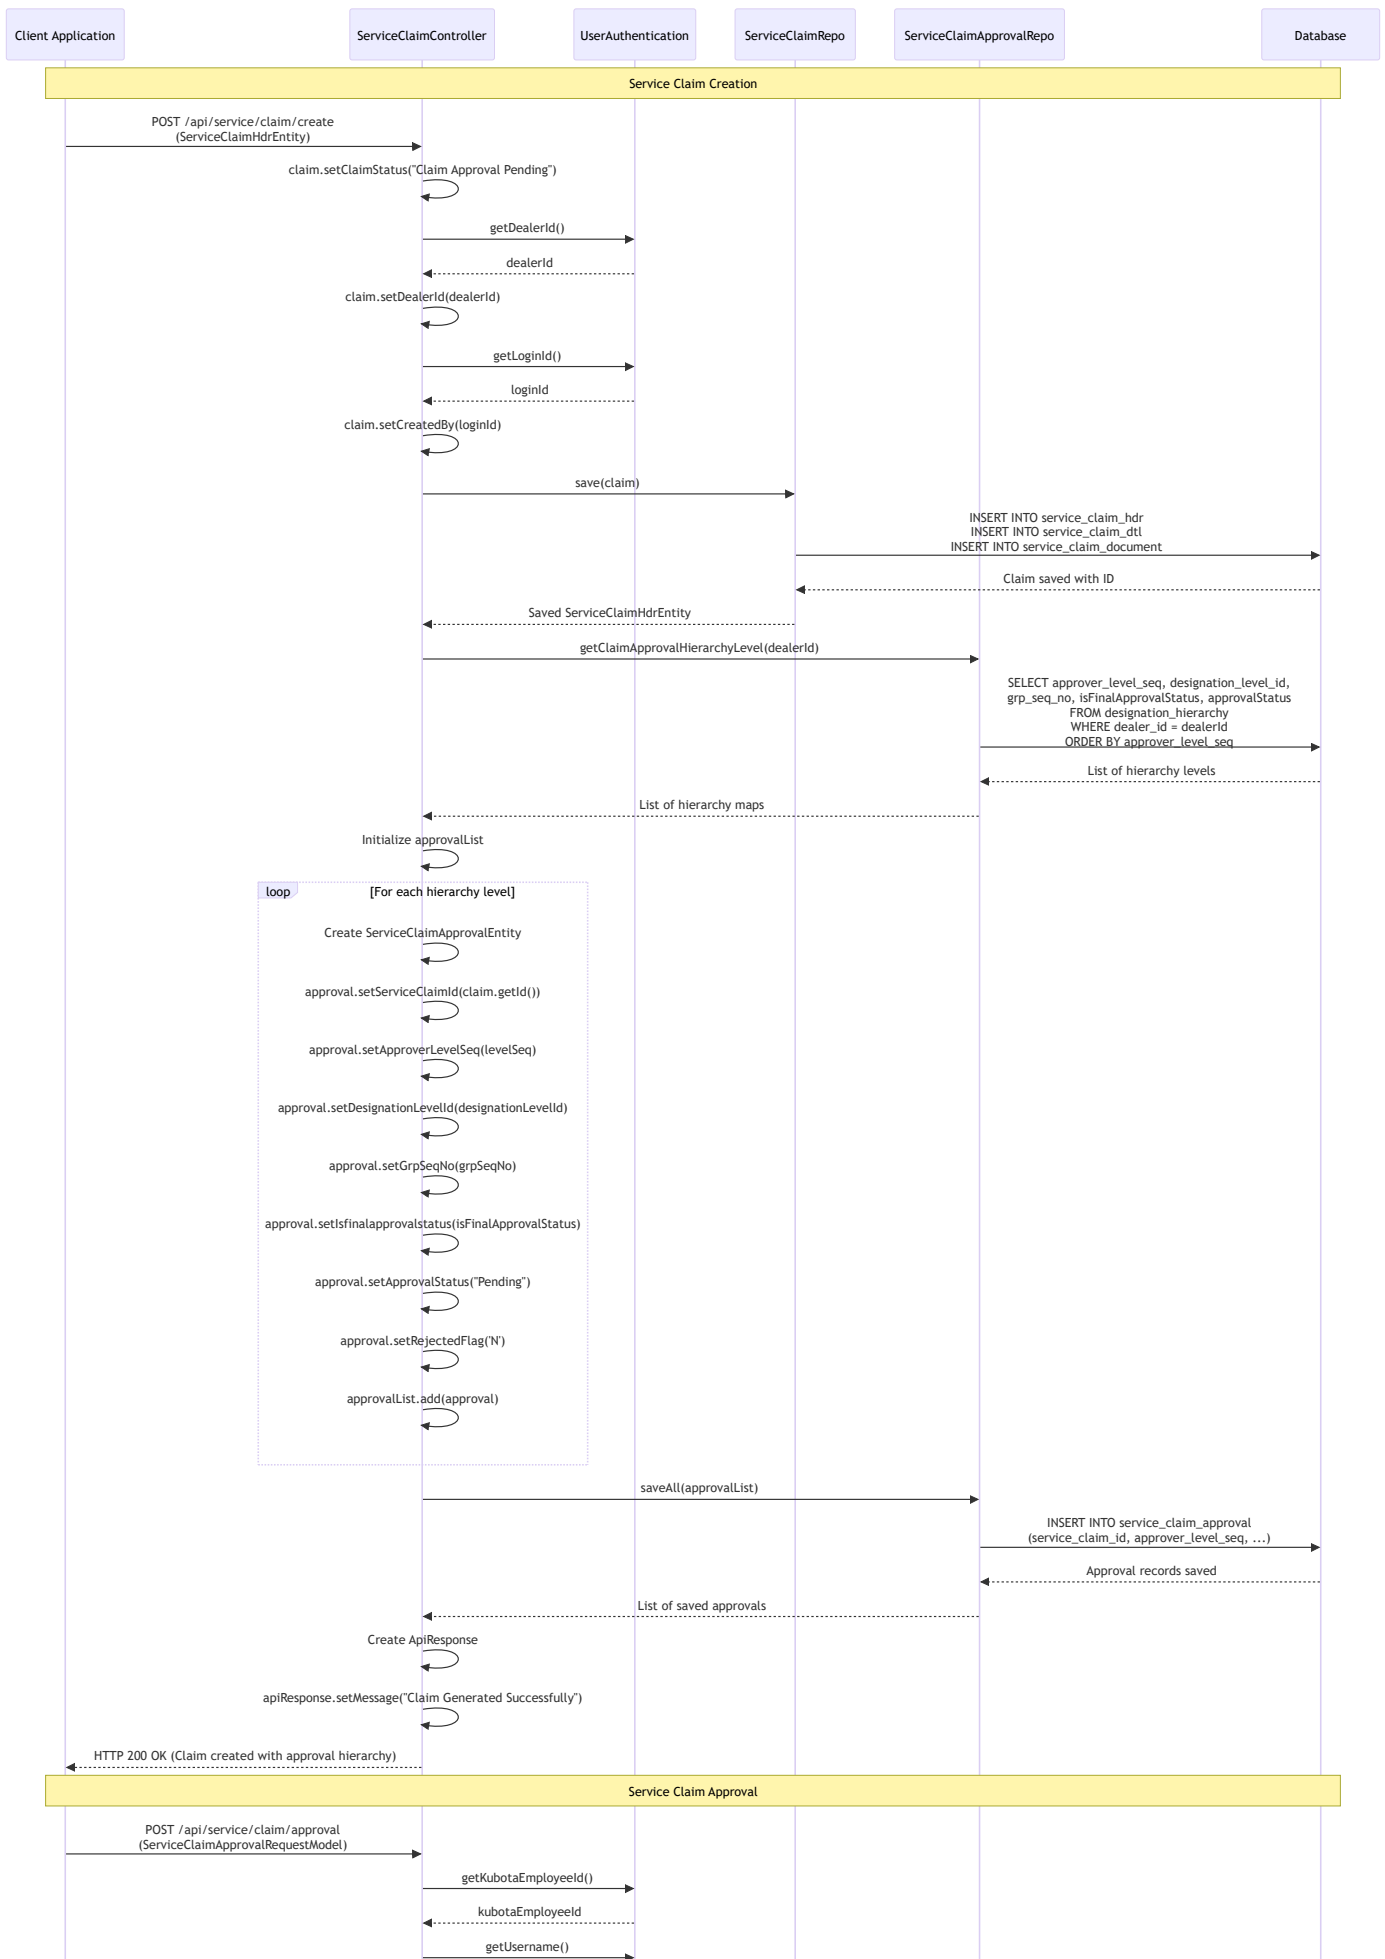 Client Application
ServiceClaimController
UserAuthentication
ServiceClaimRepo
ServiceClaimApprovalRepo
Database
Service Claim Creation
POST /api/service/claim/create
(ServiceClaimHdrEntity)
claim.setClaimStatus("Claim Approval Pending")
getDealerId()
dealerId
claim.setDealerId(dealerId)
getLoginId()
loginId
claim.setCreatedBy(loginId)
save(claim)
INSERT INTO service_claim_hdr
INSERT INTO service_claim_dtl
INSERT INTO service_claim_document
Claim saved with ID
Saved ServiceClaimHdrEntity
getClaimApprovalHierarchyLevel(dealerId)
SELECT approver_level_seq, designation_level_id,
grp_seq_no, isFinalApprovalStatus, approvalStatus
FROM designation_hierarchy
WHERE dealer_id = dealerId
ORDER BY approver_level_seq
List of hierarchy levels
List of hierarchy maps
Initialize approvalList
loop
[For each hierarchy level]
Create ServiceClaimApprovalEntity
approval.setServiceClaimId(claim.getId())
approval.setApproverLevelSeq(levelSeq)
approval.setDesignationLevelId(designationLevelId)
approval.setGrpSeqNo(grpSeqNo)
approval.setIsfinalapprovalstatus(isFinalApprovalStatus)
approval.setApprovalStatus("Pending")
approval.setRejectedFlag('N')
approvalList.add(approval)
saveAll(approvalList)
INSERT INTO service_claim_approval
(service_claim_id, approver_level_seq, ...)
Approval records saved
List of saved approvals
Create ApiResponse
apiResponse.setMessage("Claim Generated Successfully")
HTTP 200 OK (Claim created with approval hierarchy)
Service Claim Approval
POST /api/service/claim/approval
(ServiceClaimApprovalRequestModel)
getKubotaEmployeeId()
kubotaEmployeeId
getUsername()